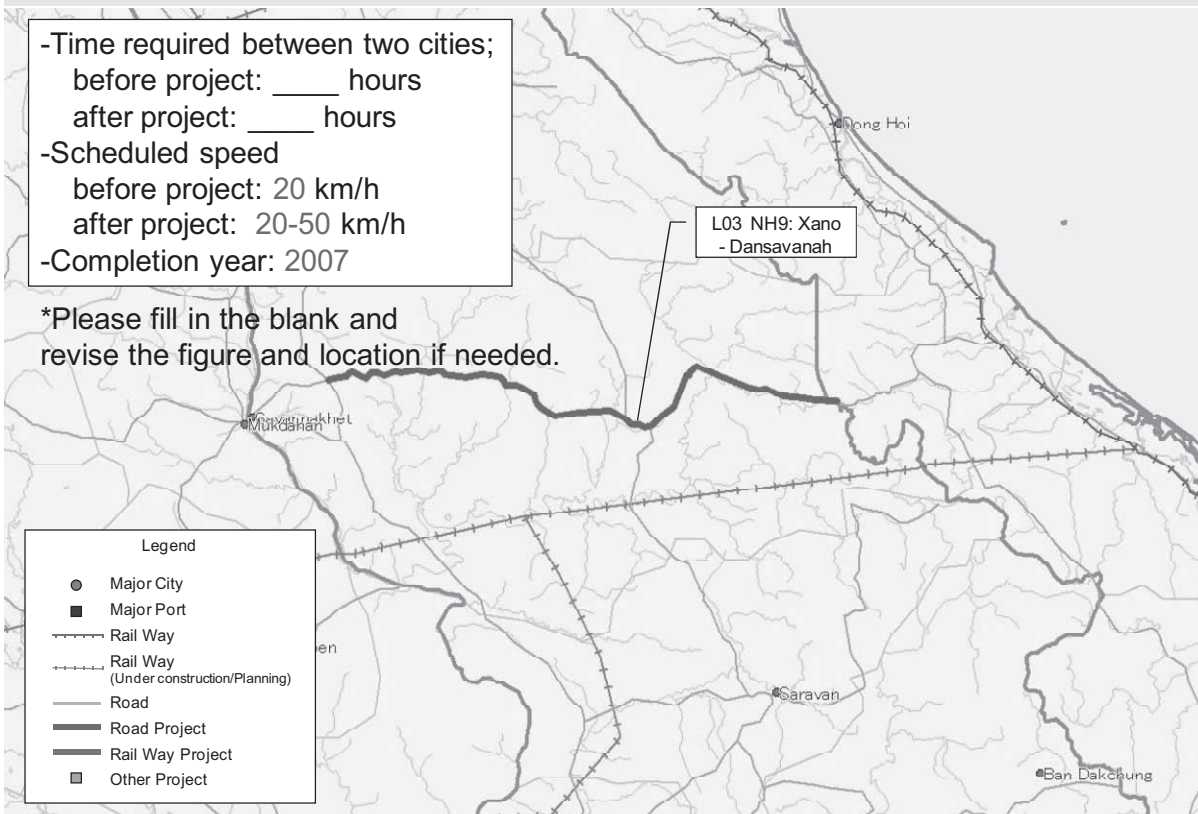 -Time required between two cities;
before project: ____ hours
after project: ____ hours
-Scheduled speed
before project: 20 km/h
after project: 20-50 km/h
-Completion year: 2007
*Please fill in the blank and
revise the figure and location if needed.
Dong Hoi
L03 NH9: Xano
- Dansavanah
Mukdahan
Legend
Major City
Major Port
Rail Way
Rail Way
(Under construction/Planning)
Road
Road Project
Rail Way Project
Other Project
en
Saravan
Ban Dakchung